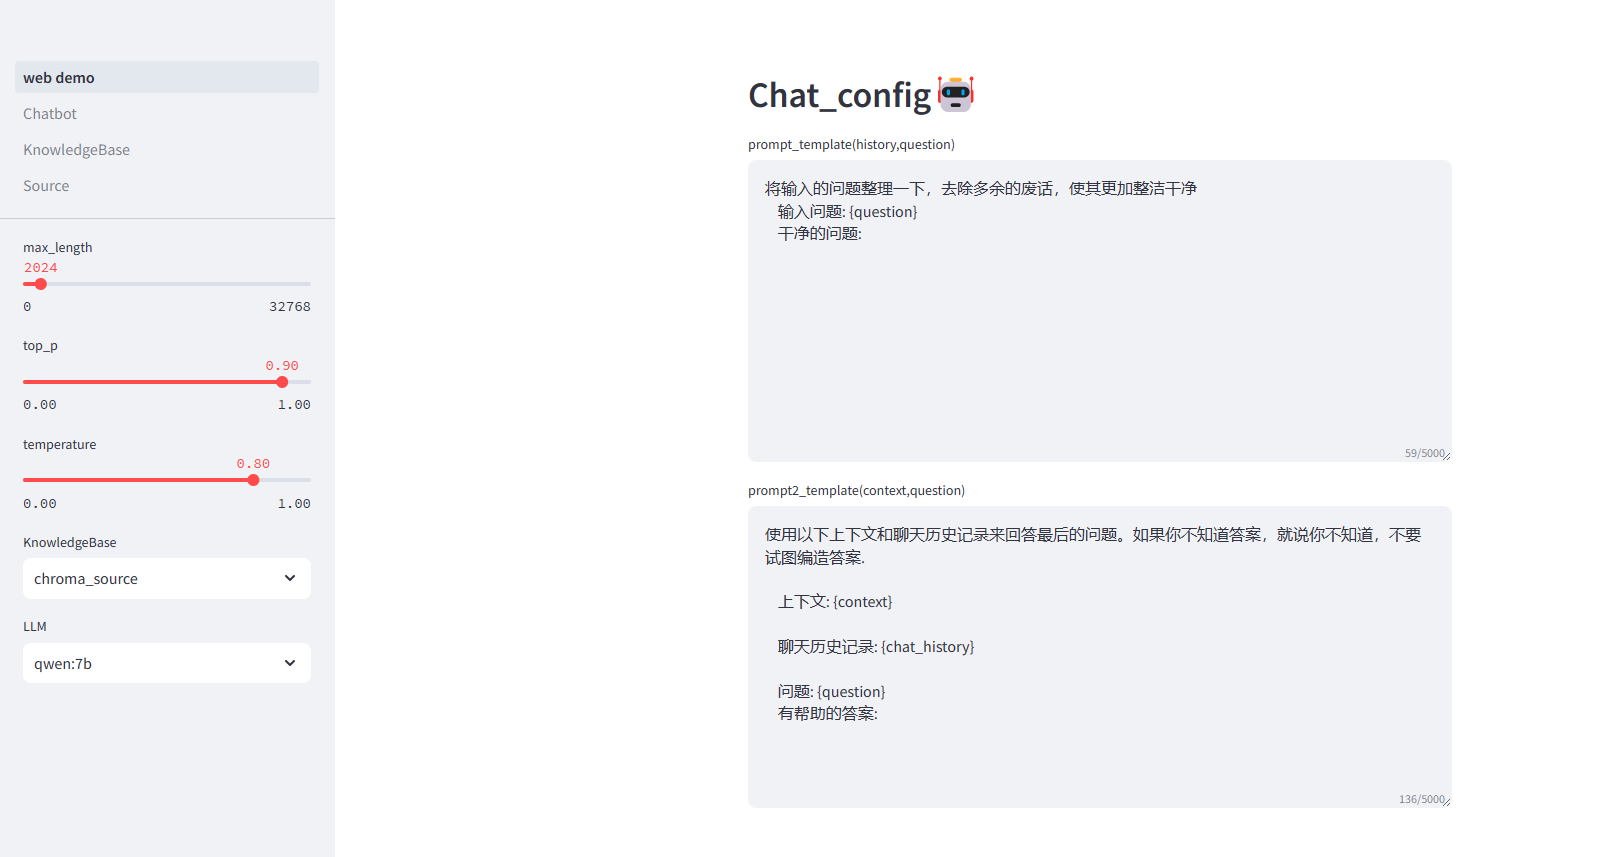 web demo
Chatbot
KnowledgeBase
Source
max_length
2024
0 32768
top_p
0.90
0.00 1.00
temperature
0.80
0.00 1.00
KnowledgeBase
chroma_source
LLM
qwen:7b
Chat_config
prompt_template(history,question)
将输入的问题整理一下，去除多余的废话，使其更加整洁干净
输入问题: {question}
干净的问题:
59/5000
prompt2_template(context,question)
使用以下上下文和聊天历史记录来回答最后的问题。如果你不知道答案，就说你不知道，不要
试图编造答案.
上下文: {context}
聊天历史记录: {chat_history}
问题: {question}
有帮助的答案:
136/5000